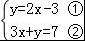 y=2x-3 ①
3x+y=7 ②